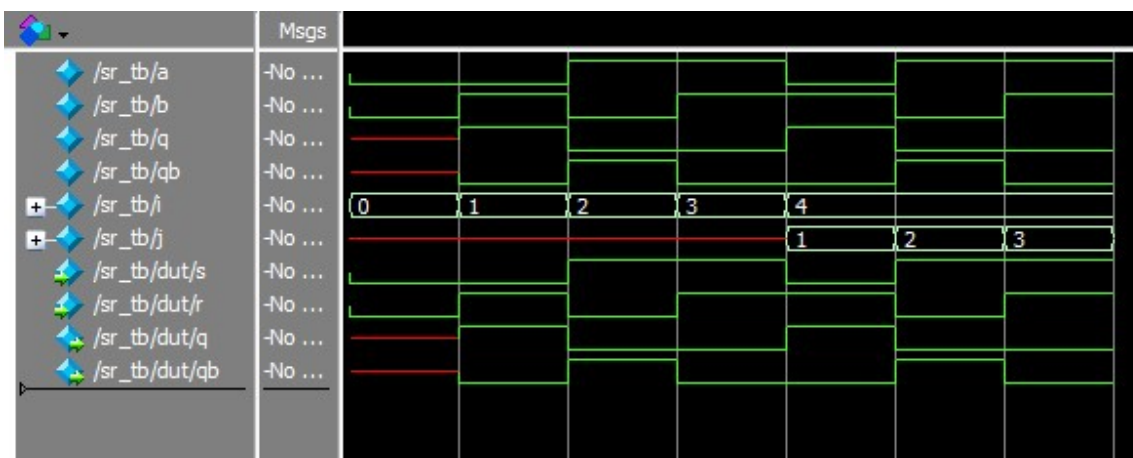 Msgs
/sr_tb/a -No ...
/sr_tb/b -No ...
/sr_tb/q -No ...
/sr_tb/qb -No ...
/sr_tb/i -No ... 0 1 2 3 4
/sr_tb/j -No ... 1 2 3
/sr_tb/dut/s -No ...
/sr_tb/dut/r -No ...
/sr_tb/dut/q -No ...
/sr_tb/dut/qb -No ...